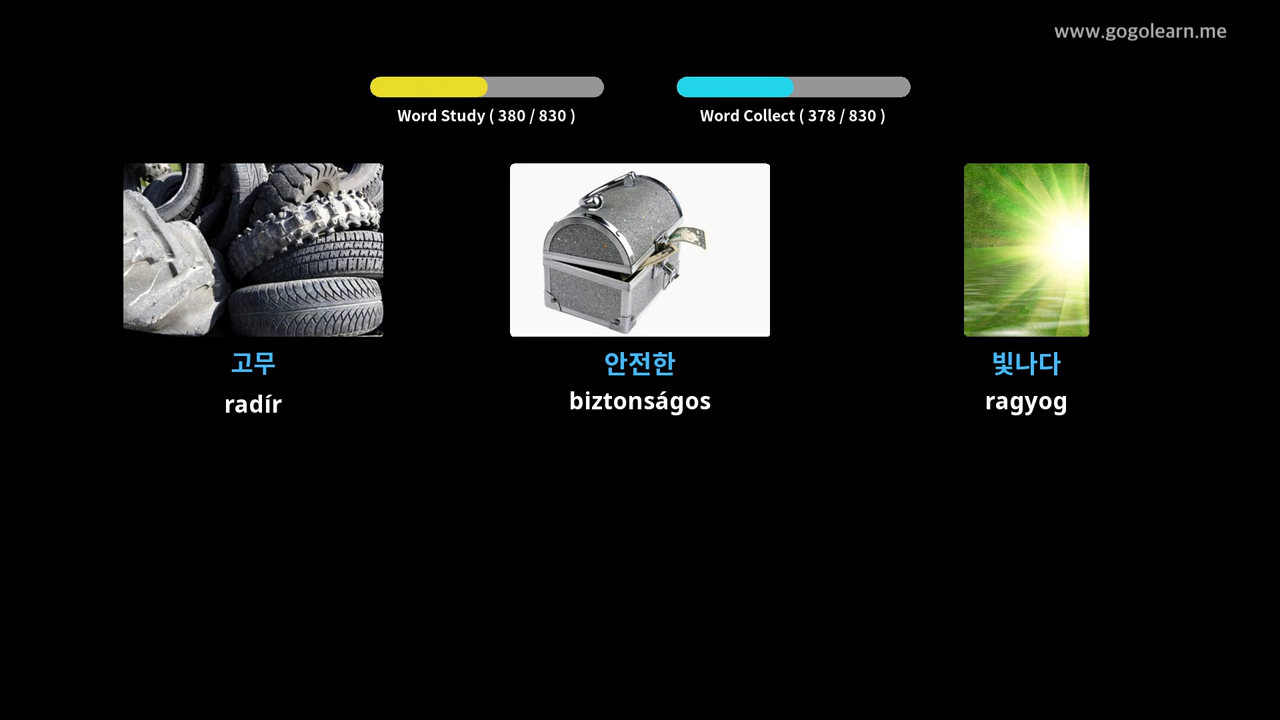 www.gogolearn.me
Word Study ( 380 / 830 )
Word Collect ( 378 / 830 )
고무
안전한
빛나다
radír
biztonságos
ragyog